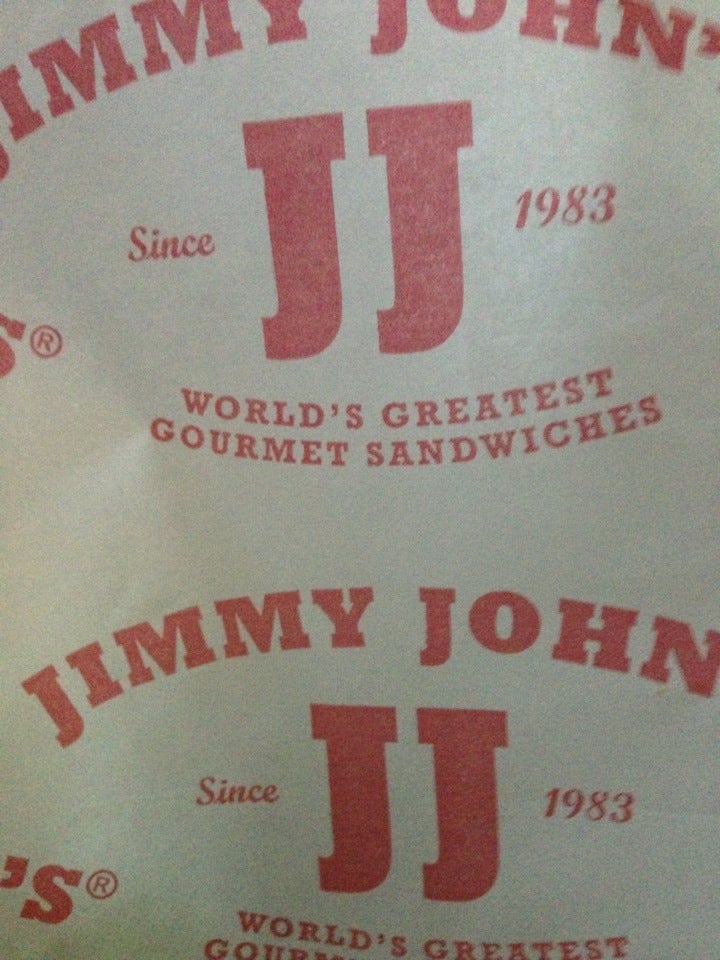 JIMMY JOHN'
JJ
Since 1983
S®
WORLD'S GREATEST
GOURMET SANDWICHES
JIMMY JOHN
JJ
Since 1983
'S®
WORLD'S GREATEST